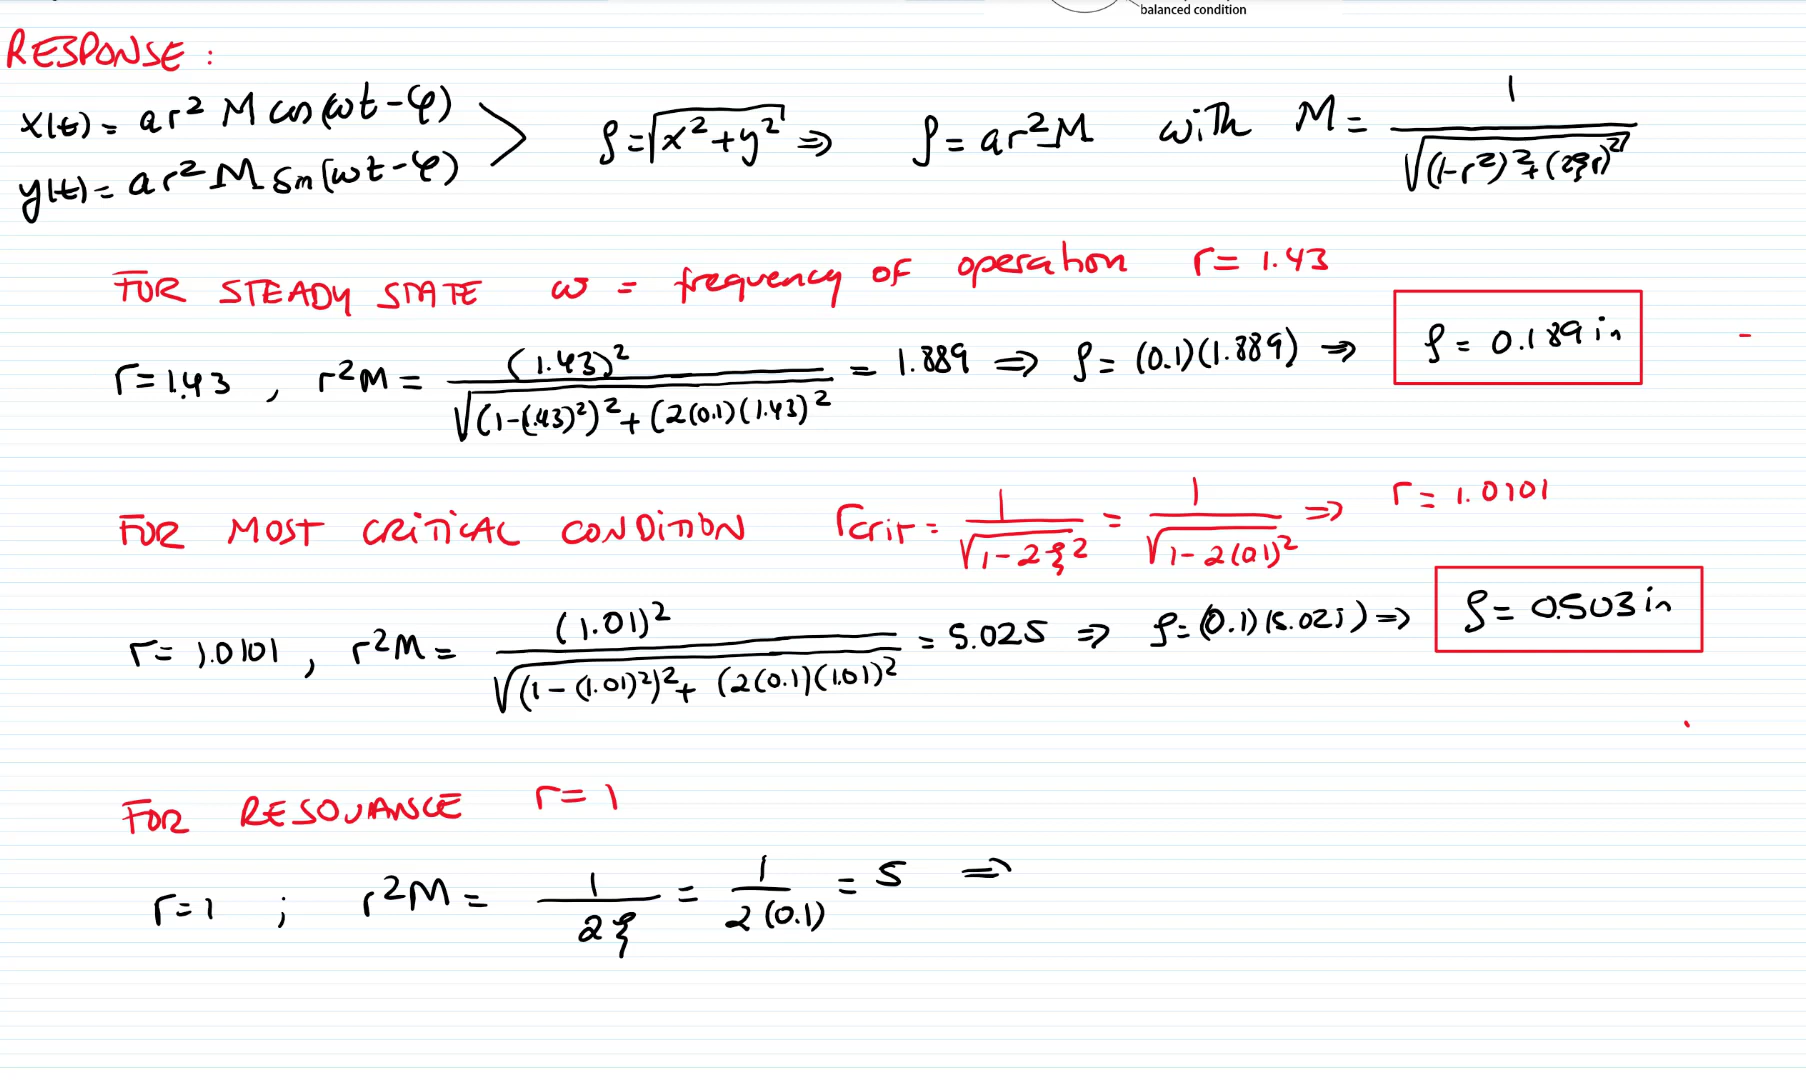 balanced condition
RESPONSE :
x(t) = ar² M cos(ωt-φ)
y(t) = ar² M sin(ωt-φ)
ρ = √(x²+y²) ⇒ ρ = ar²M with M = 1/√((1-r²)²+(2ξr)²)
FOR STEADY STATE ω = frequency of operation r = 1.43
r = 1.43 , r²M = (1.43)²/√((1-(1.43)²)²+(2(0.1)(1.43)² = 1.889 ⇒ ρ = (0.1)(1.889) ⇒ ρ = 0.189 in
FOR MOST CRITICAL CONDITION rcrit = 1/√(1-2ξ²) = 1/√(1-2(0.1)²) ⇒ r = 1.0101
r = 1.0101 , r²M = (1.01)²/√((1-(1.01)²)²+(2(0.1)(1.01)² = 5.025 ⇒ ρ = (0.1)(5.025) ⇒ ρ = 0.503 in
FOR RESONANCE r = 1
r = 1 ; r²M = 1/2ξ = 1/2(0.1) = 5 ⇒